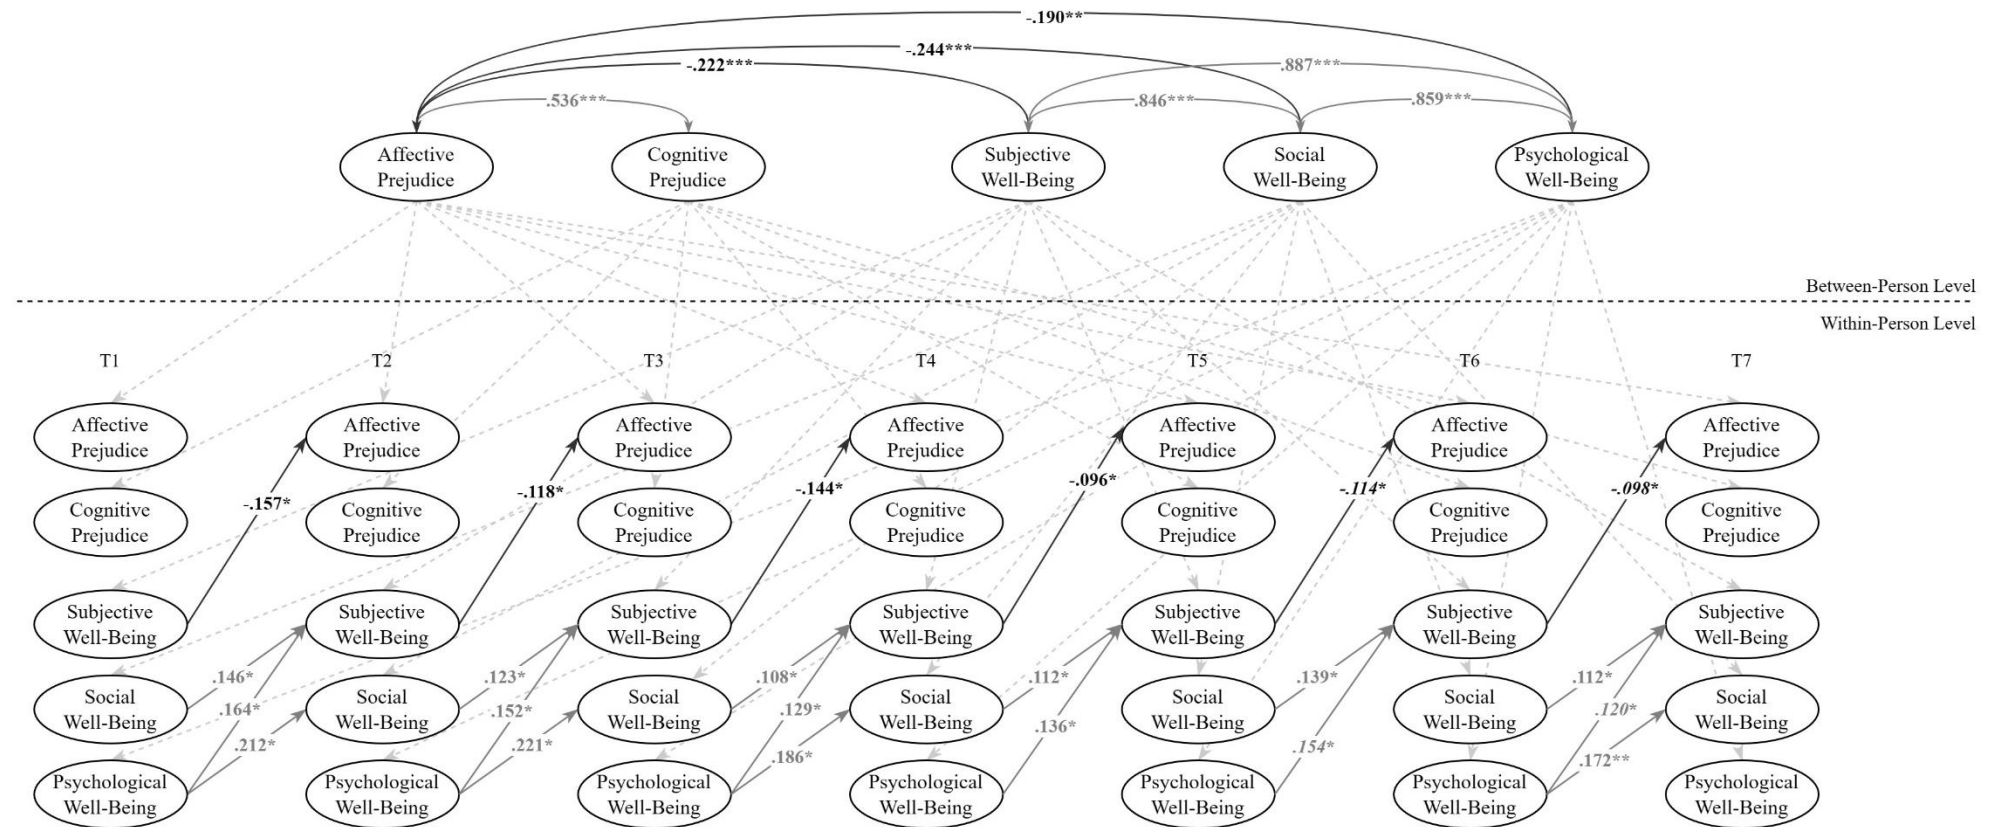 -.190**
-.244***
-.222***
.887***
.536***
.846***
.859***
Affective
Prejudice
Cognitive
Prejudice
Subjective
Well-Being
Social
Well-Being
Psychological
Well-Being
Between-Person Level
Within-Person Level
T1
T2
T3
T4
T5
T6
T7
Affective
Prejudice
Affective
Prejudice
Affective
Prejudice
Affective
Prejudice
Affective
Prejudice
Affective
Prejudice
Affective
Prejudice
-.157*
-.118*
-.144*
-.096*
-.114*
-.098*
Cognitive
Prejudice
Cognitive
Prejudice
Cognitive
Prejudice
Cognitive
Prejudice
Cognitive
Prejudice
Cognitive
Prejudice
Cognitive
Prejudice
Subjective
Well-Being
Subjective
Well-Being
Subjective
Well-Being
Subjective
Well-Being
Subjective
Well-Being
Subjective
Well-Being
Subjective
Well-Being
.146*
.123*
.108*
.112*
.139*
.112*
.164*
.152*
.129*
.136*
.154*
.120*
Social
Well-Being
Social
Well-Being
Social
Well-Being
Social
Well-Being
Social
Well-Being
Social
Well-Being
Social
Well-Being
.212*
.221*
.186*
.172**
Psychological
Well-Being
Psychological
Well-Being
Psychological
Well-Being
Psychological
Well-Being
Psychological
Well-Being
Psychological
Well-Being
Psychological
Well-Being